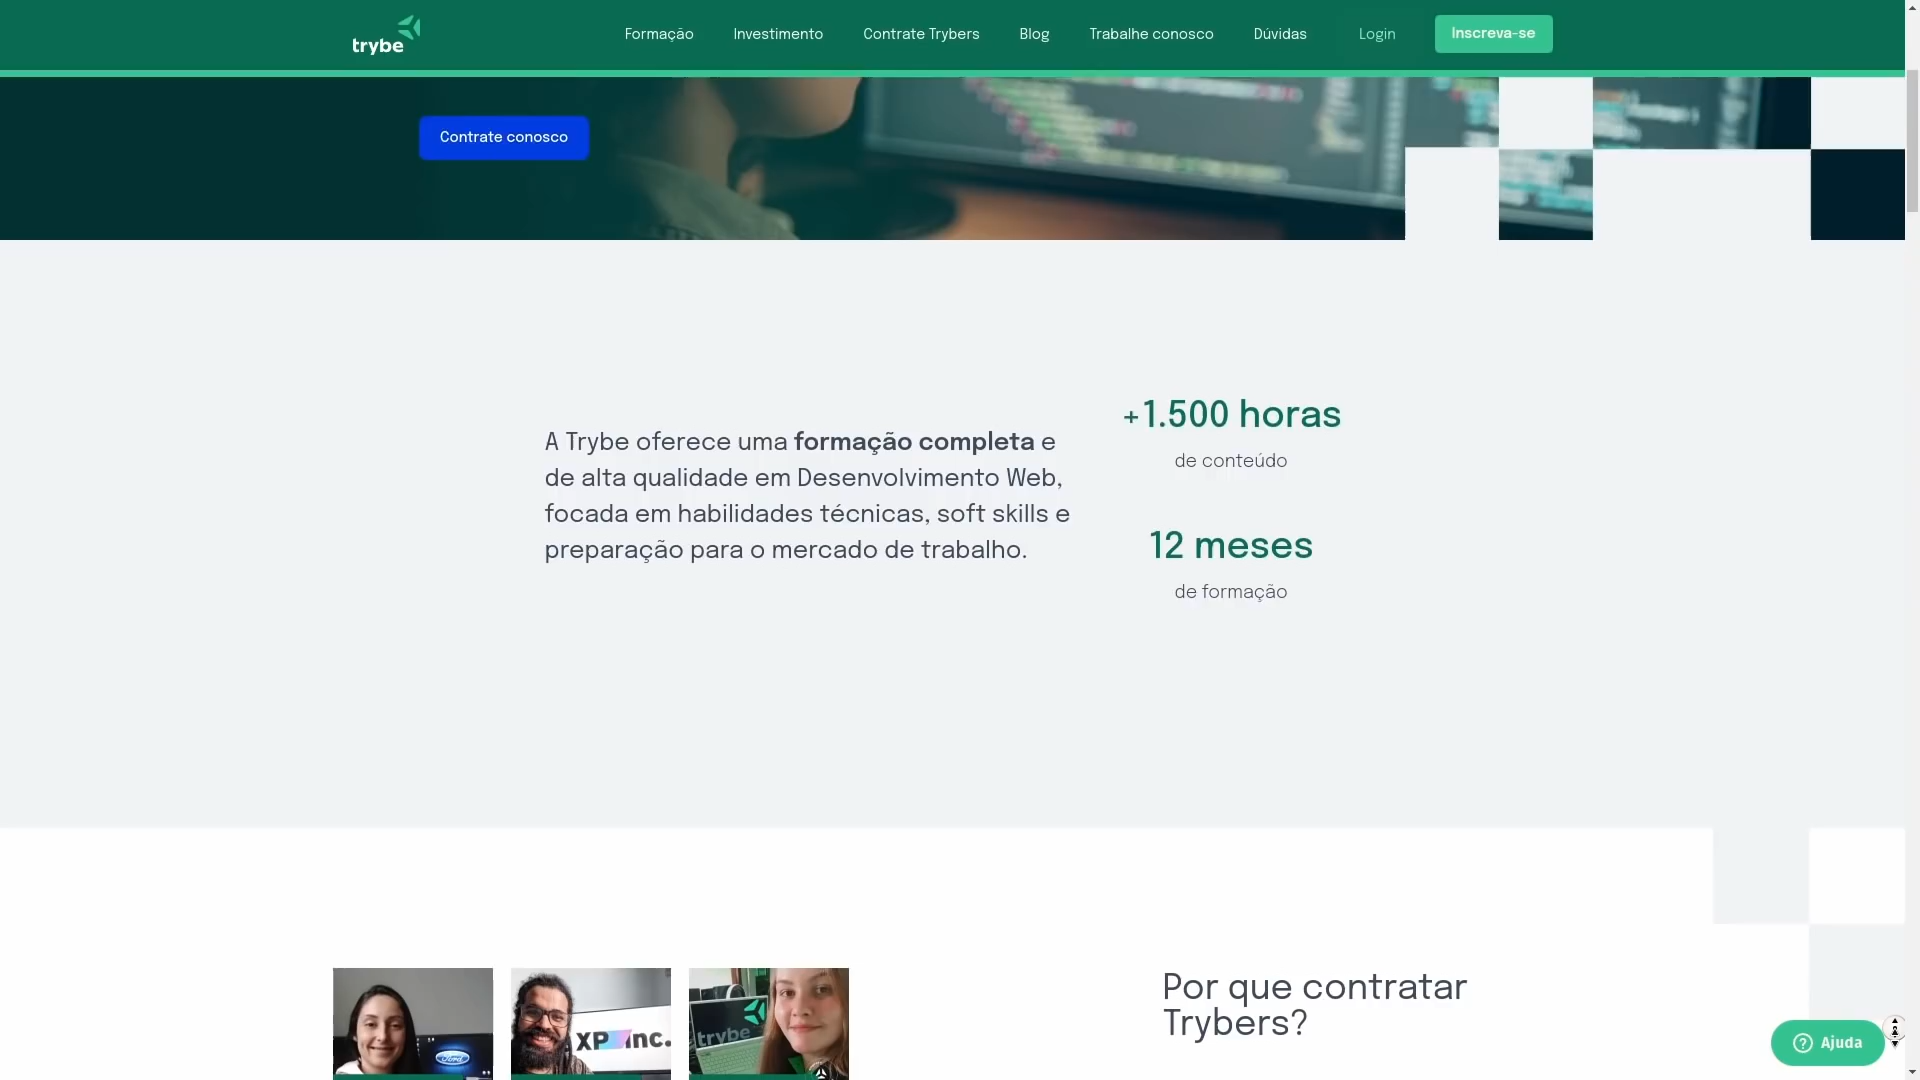 trybe
Formação
Investimento
Contrate Trybers
Blog
Trabalhe conosco
Dúvidas
Login
Inscreva-se
Contrate conosco
A Trybe oferece uma formação completa e
de alta qualidade em Desenvolvimento Web,
focada em habilidades técnicas, soft skills e
preparação para o mercado de trabalho.
+1.500 horas
de conteúdo
12 meses
de formação
Ford
XP inc.
trybe
Por que contratar
Trybers?
Ajuda